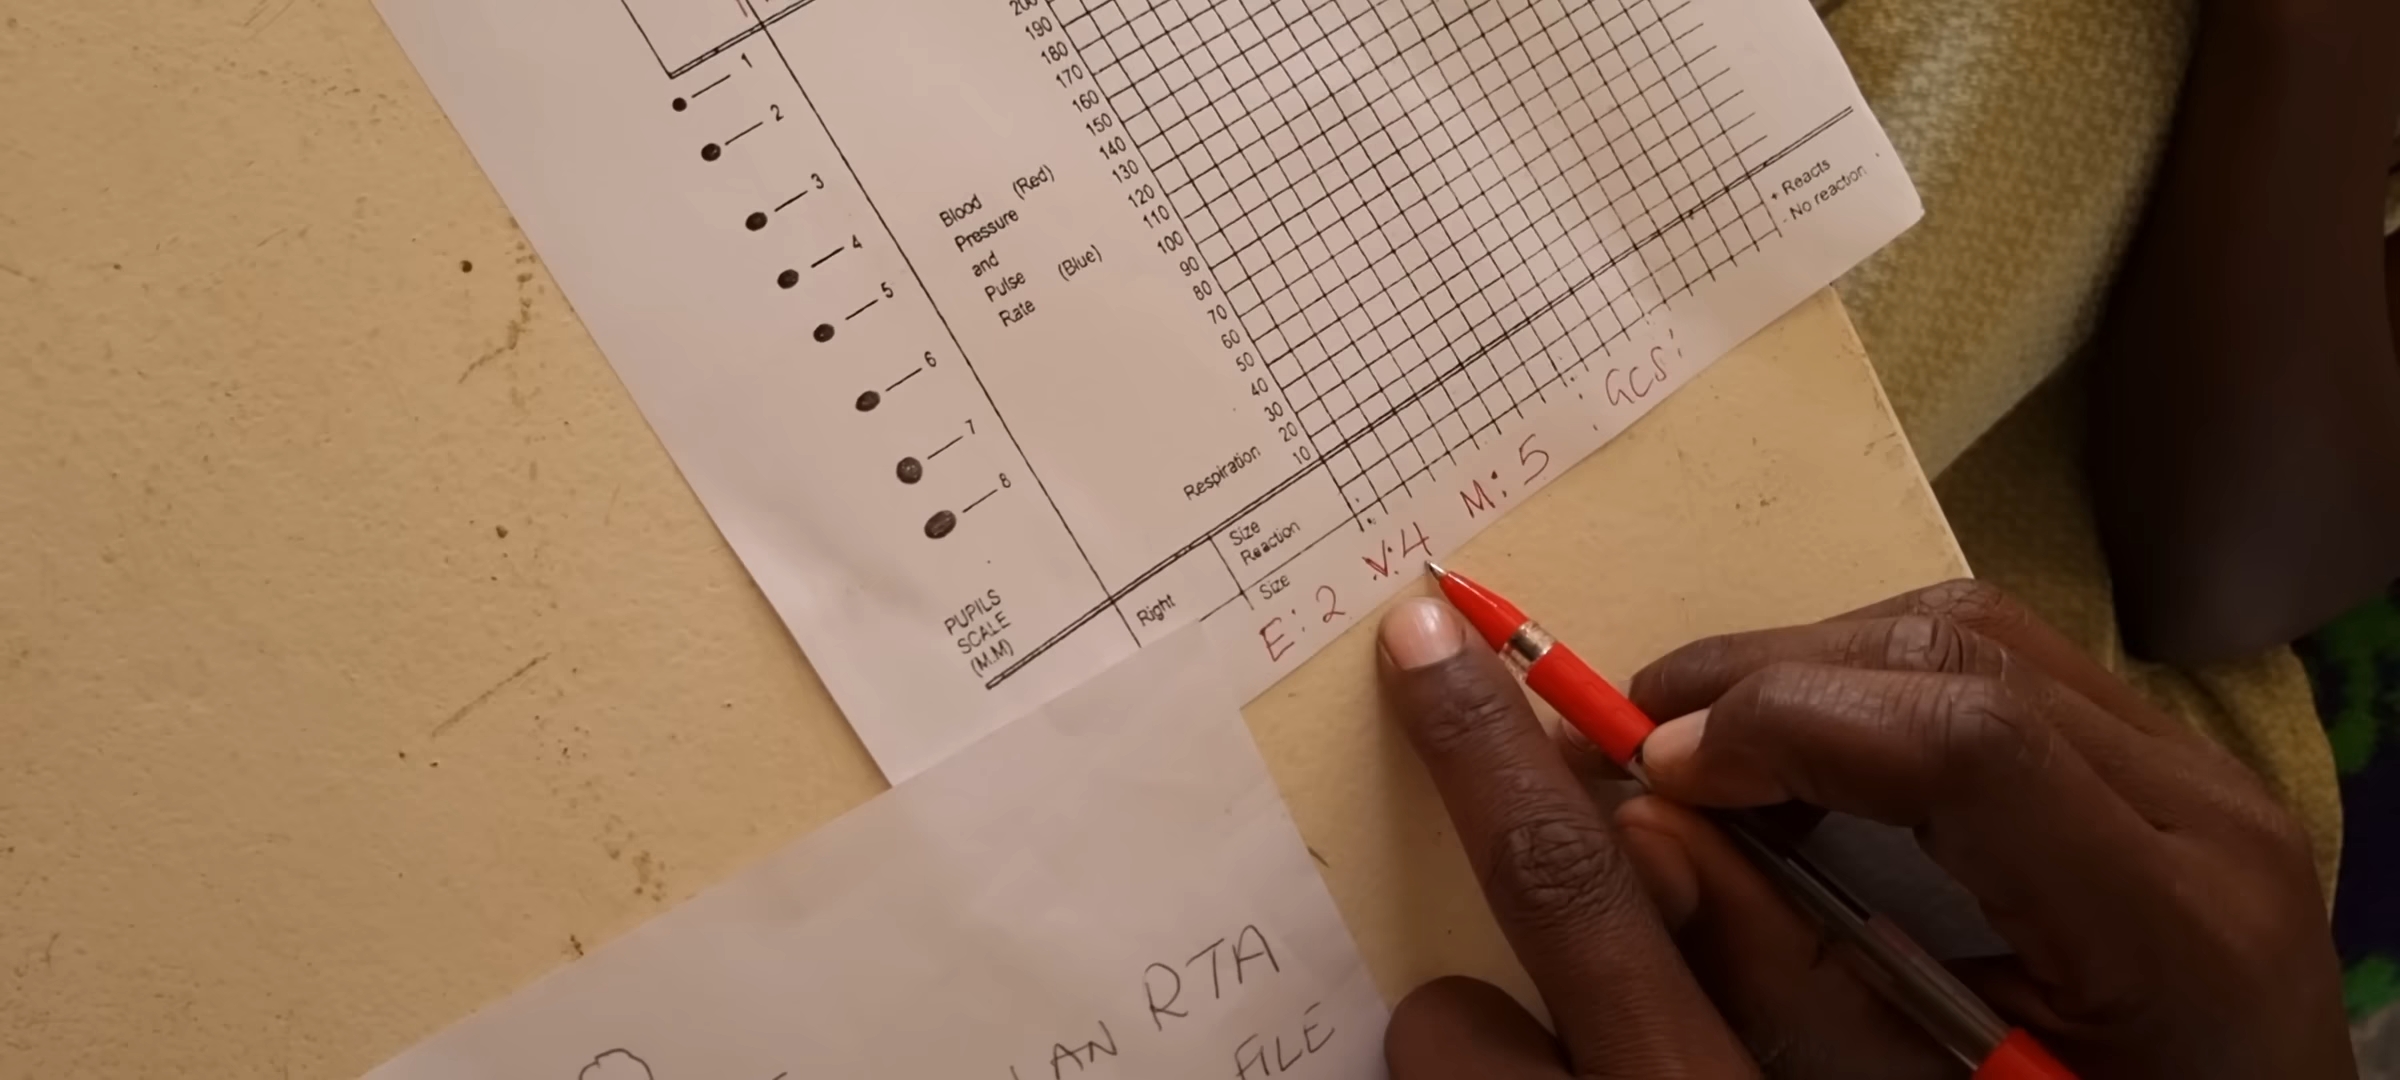 200
190
180
170
160
150
140
130
120
110
100
90
80
70
60
50
40
30
20
10
1
2
3
4
5
6
7
8
PUPILS
SCALE
(M.M)
Blood (Red)
Pressure
and
Pulse (Blue)
Rate
Respiration
Right
Size
Reaction
Size
+ Reacts
- No reaction
E: 2 V: 4 M: 5 GCS:
RTA
FILE